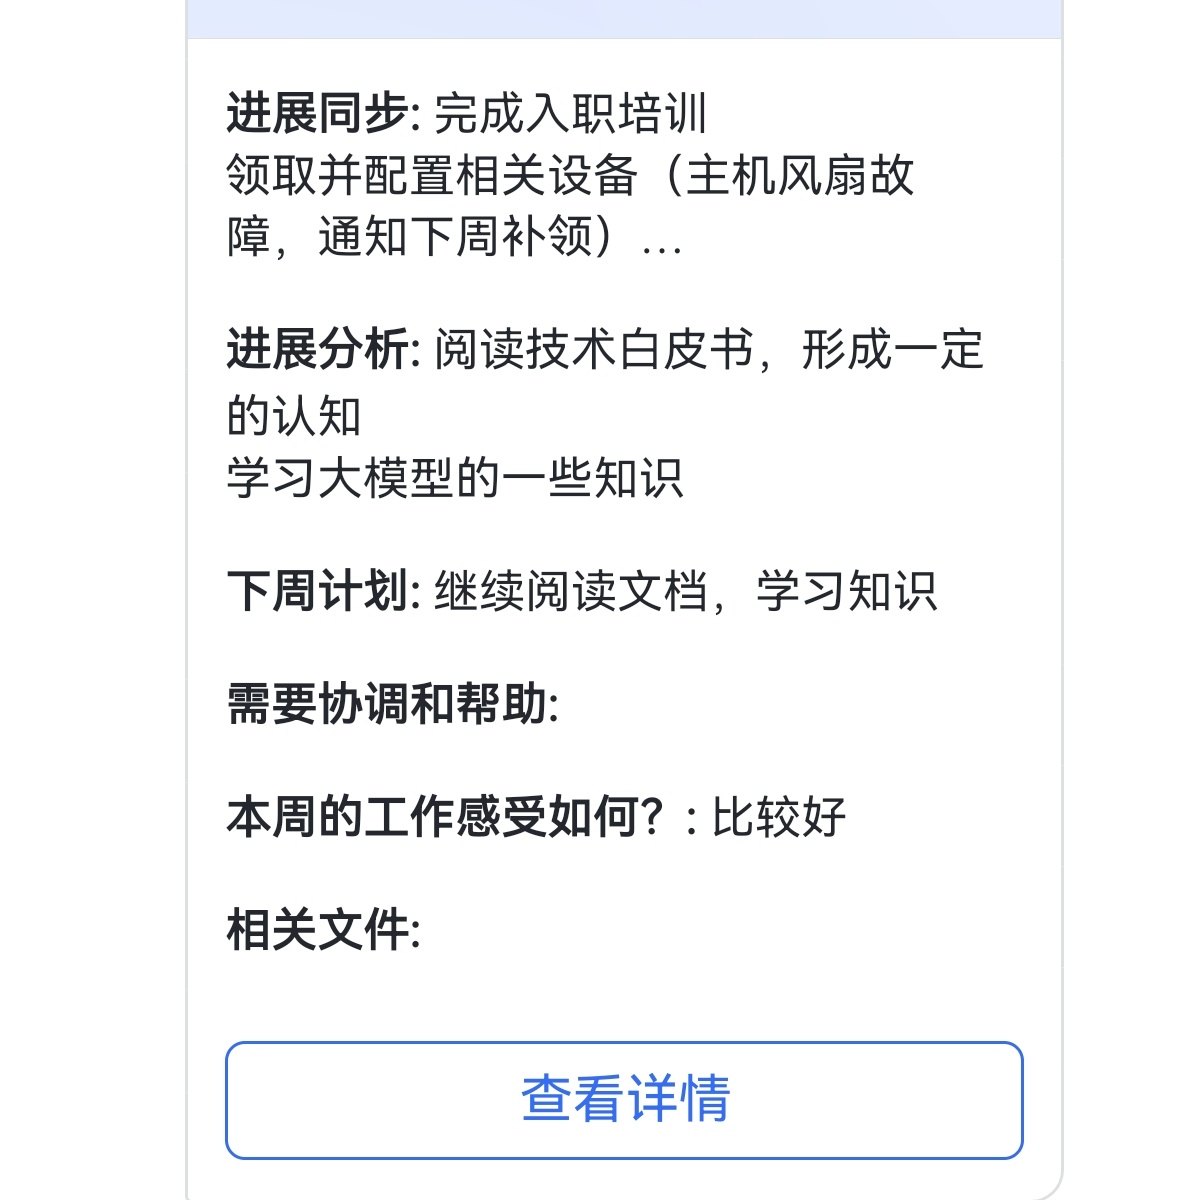 进展同步: 完成入职培训
领取并配置相关设备（主机风扇故
障，通知下周补领）...
进展分析: 阅读技术白皮书，形成一定
的认知
学习大模型的一些知识
下周计划: 继续阅读文档，学习知识
需要协调和帮助:
本周的工作感受如何？: 比较好
相关文件:
查看详情